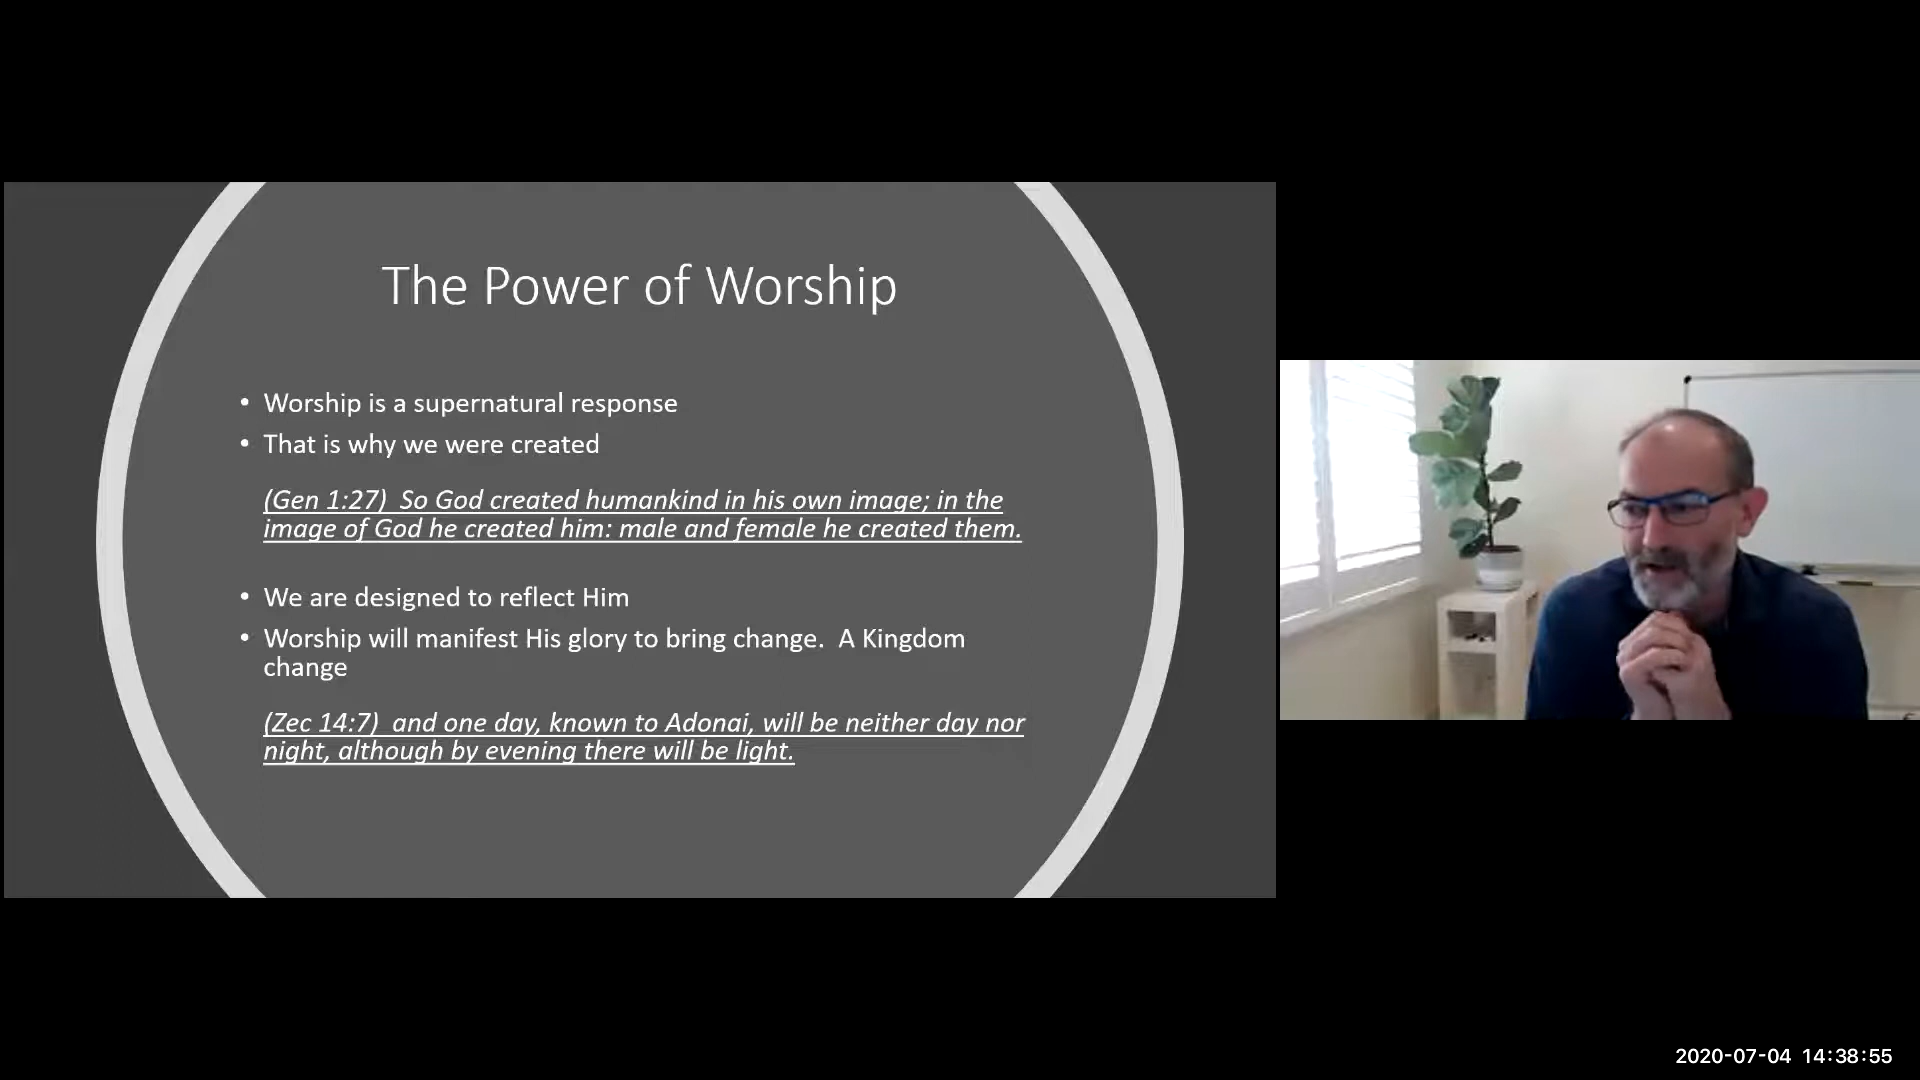 The Power of Worship
• Worship is a supernatural response
• That is why we were created
(Gen 1:27)  So God created humankind in his own image; in the
image of God he created him: male and female he created them.
• We are designed to reflect Him
• Worship will manifest His glory to bring change.  A Kingdom
change
(Zec 14:7)  and one day, known to Adonai, will be neither day nor
night, although by evening there will be light.
2020-07-04 14:38:55